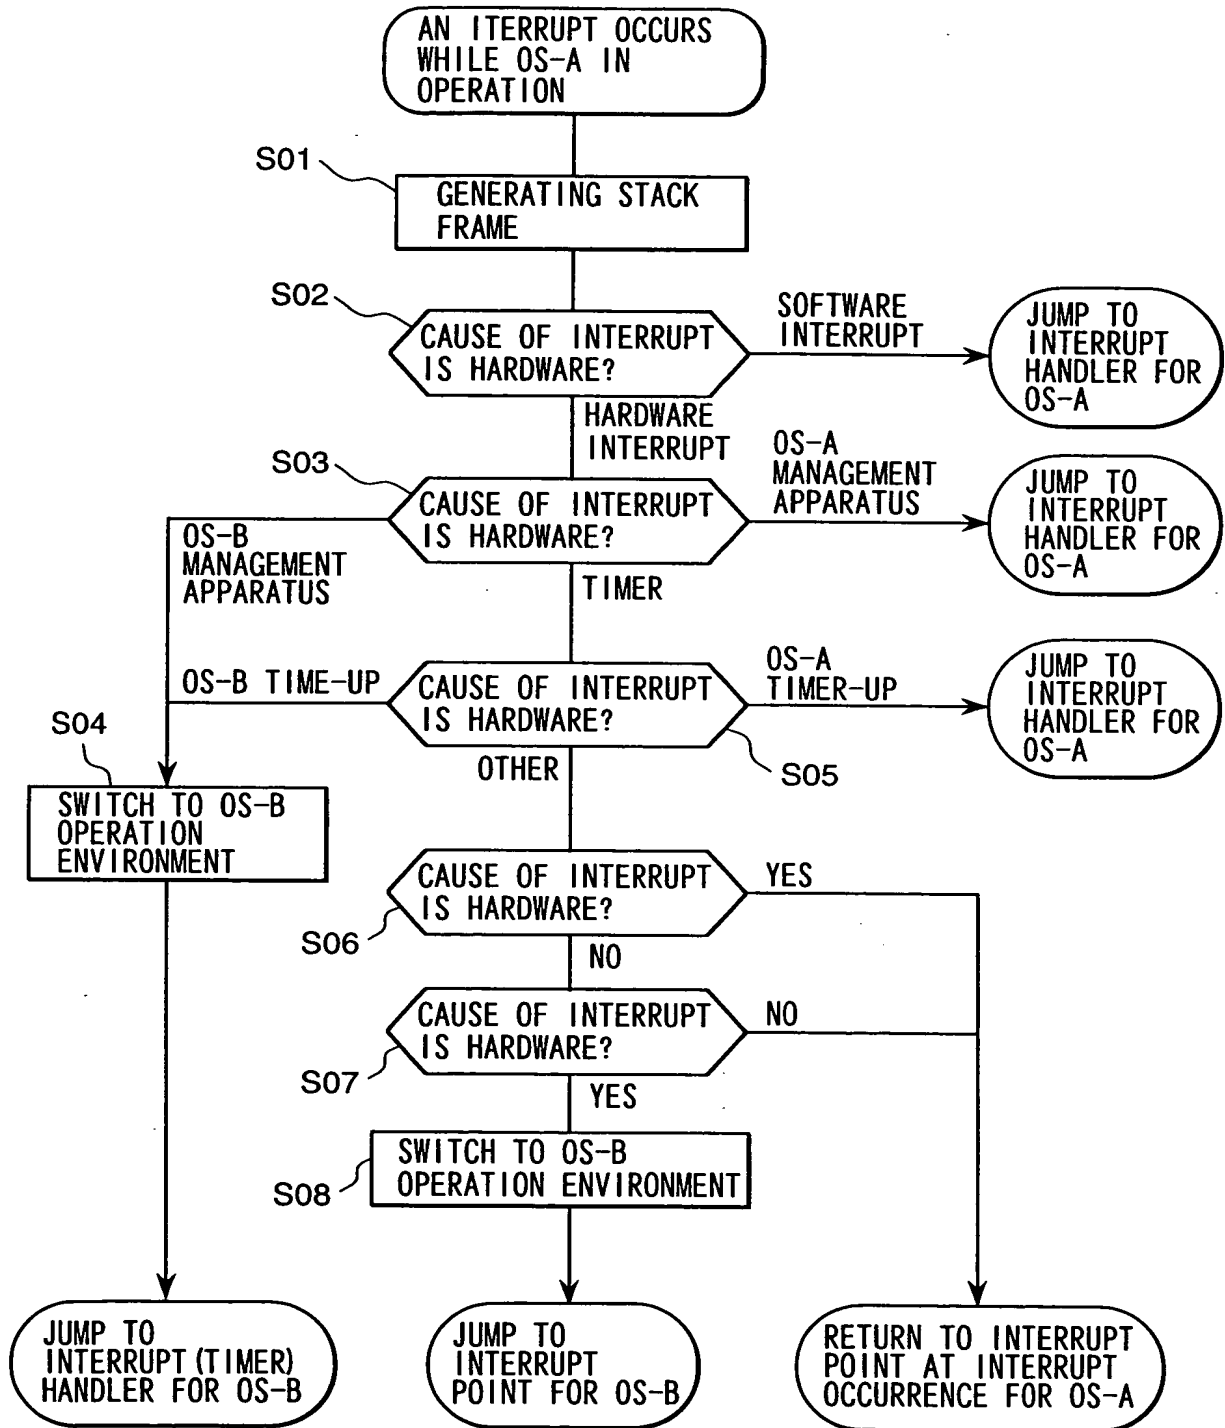 AN ITERRUPT OCCURS
WHILE OS-A IN
OPERATION
S01
GENERATING STACK
FRAME
S02
CAUSE OF INTERRUPT
IS HARDWARE?
SOFTWARE
INTERRUPT
JUMP TO
INTERRUPT
HANDLER FOR
OS-A
HARDWARE
INTERRUPT
S03
CAUSE OF INTERRUPT
IS HARDWARE?
OS-A
MANAGEMENT
APPARATUS
JUMP TO
INTERRUPT
HANDLER FOR
OS-A
OS-B
MANAGEMENT
APPARATUS
TIMER
OS-B TIME-UP
CAUSE OF INTERRUPT
IS HARDWARE?
OS-A
TIMER-UP
JUMP TO
INTERRUPT
HANDLER FOR
OS-A
S05
S04
SWITCH TO OS-B
OPERATION
ENVIRONMENT
OTHER
CAUSE OF INTERRUPT
IS HARDWARE?
YES
S06
NO
CAUSE OF INTERRUPT
IS HARDWARE?
NO
S07
YES
SWITCH TO OS-B
OPERATION ENVIRONMENT
S08
JUMP TO
INTERRUPT(TIMER)
HANDLER FOR OS-B
JUMP TO
INTERRUPT
POINT FOR OS-B
RETURN TO INTERRUPT
POINT AT INTERRUPT
OCCURRENCE FOR OS-A